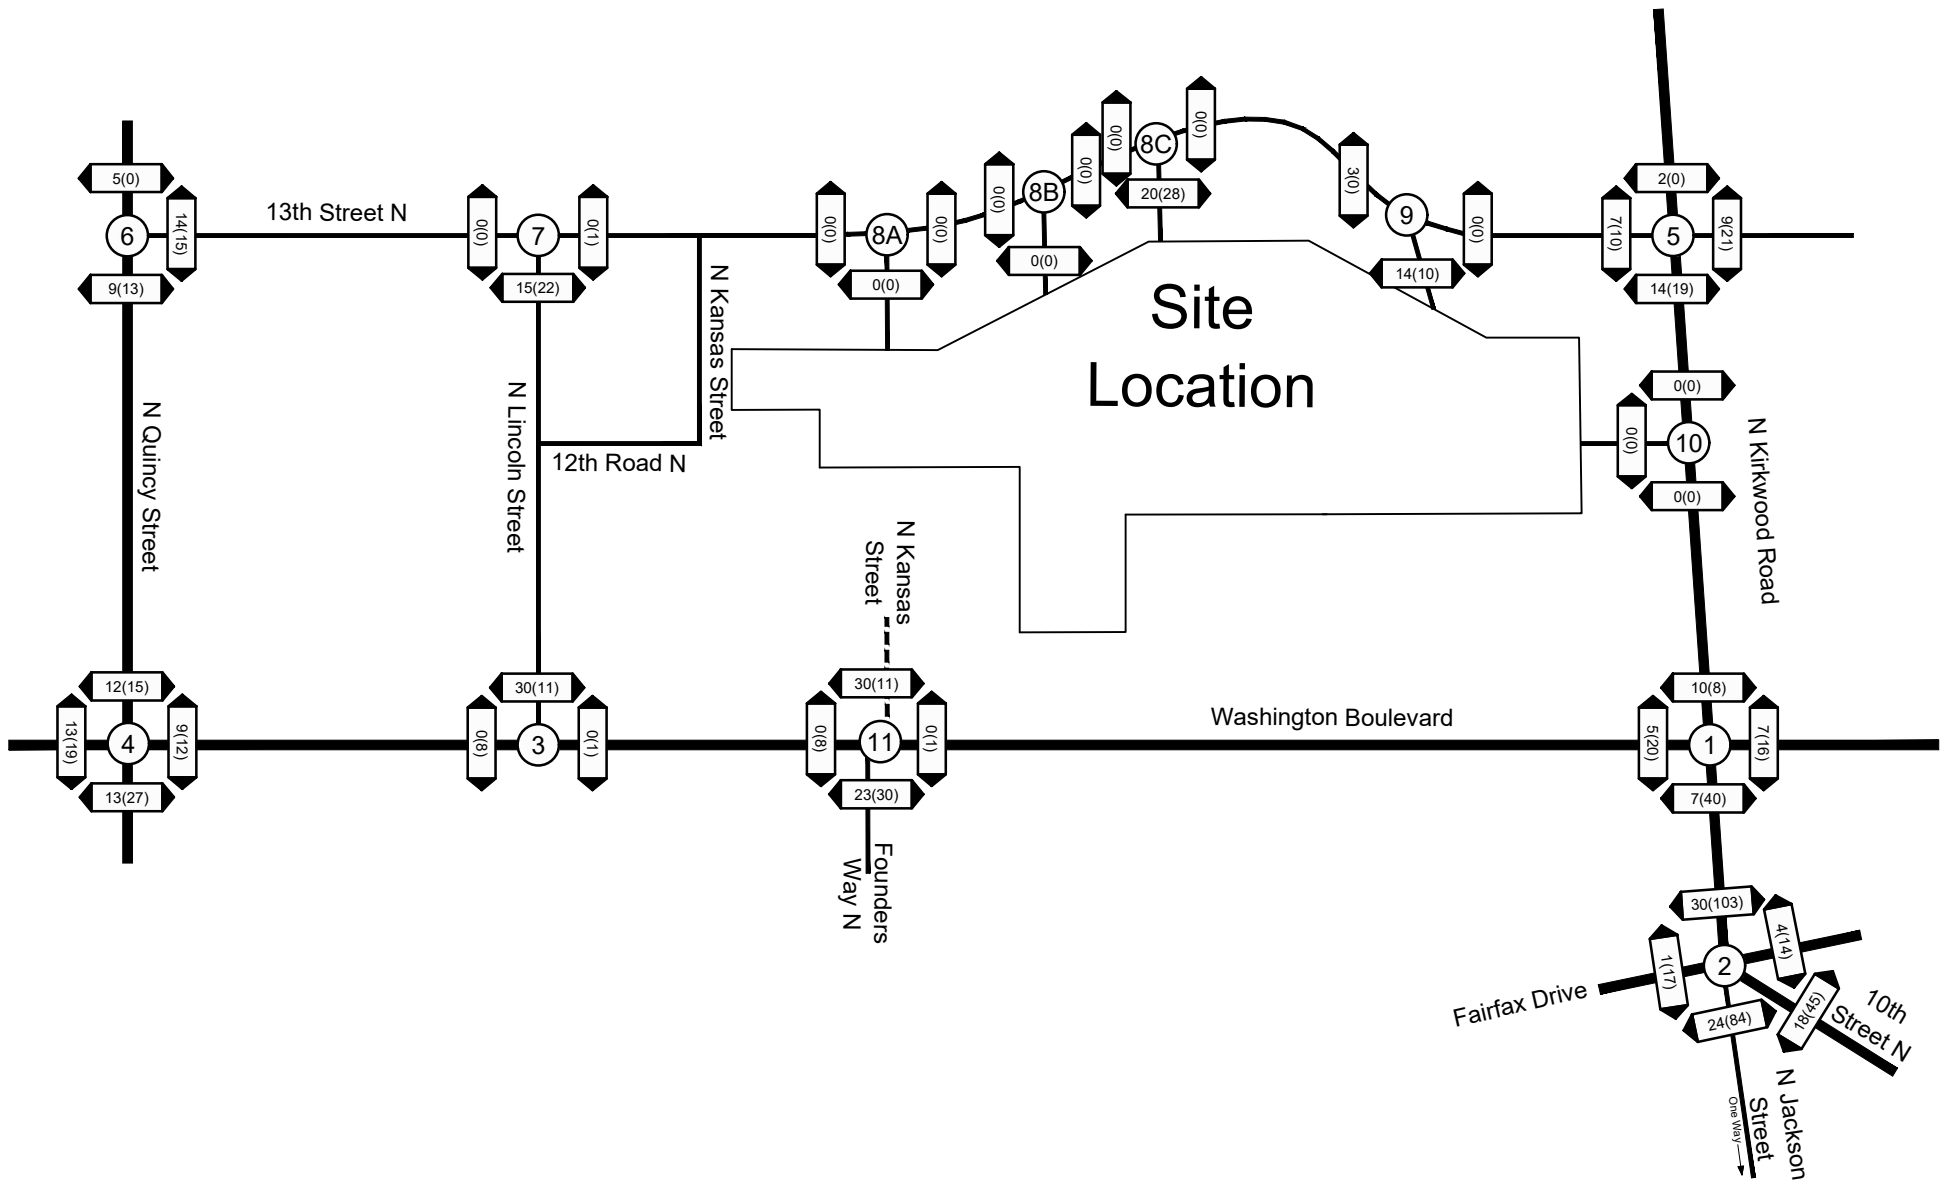 0(0)
8C
0(0)
0(0)
3(0)
5(0)
20(28)
2(0)
8B
0(0)
14(15)
13th Street N
0(0)
0(1)
0(0)
0(0)
9
0(0)
7(10)
9(21)
6
7
8A
5
0(0)
14(10)
9(13)
15(22)
0(0)
14(19)
Site
Location
N Kansas Street
0(0)
N Quincy Street
N Lincoln Street
12th Road N
0(0)
10
N Kirkwood Road
0(0)
N Kansas
Street
12(15)
30(11)
30(11)
10(8)
Washington Boulevard
13(19)
4
9(12)
0(8)
3
0(1)
0(8)
11
0(1)
5(20)
1
7(16)
13(27)
23(30)
7(40)
Founders
Way N
30(103)
4(14)
1(17)
2
Fairfax Drive
24(84)
18(45)
10th
Street N
N Jackson
Street
One Way